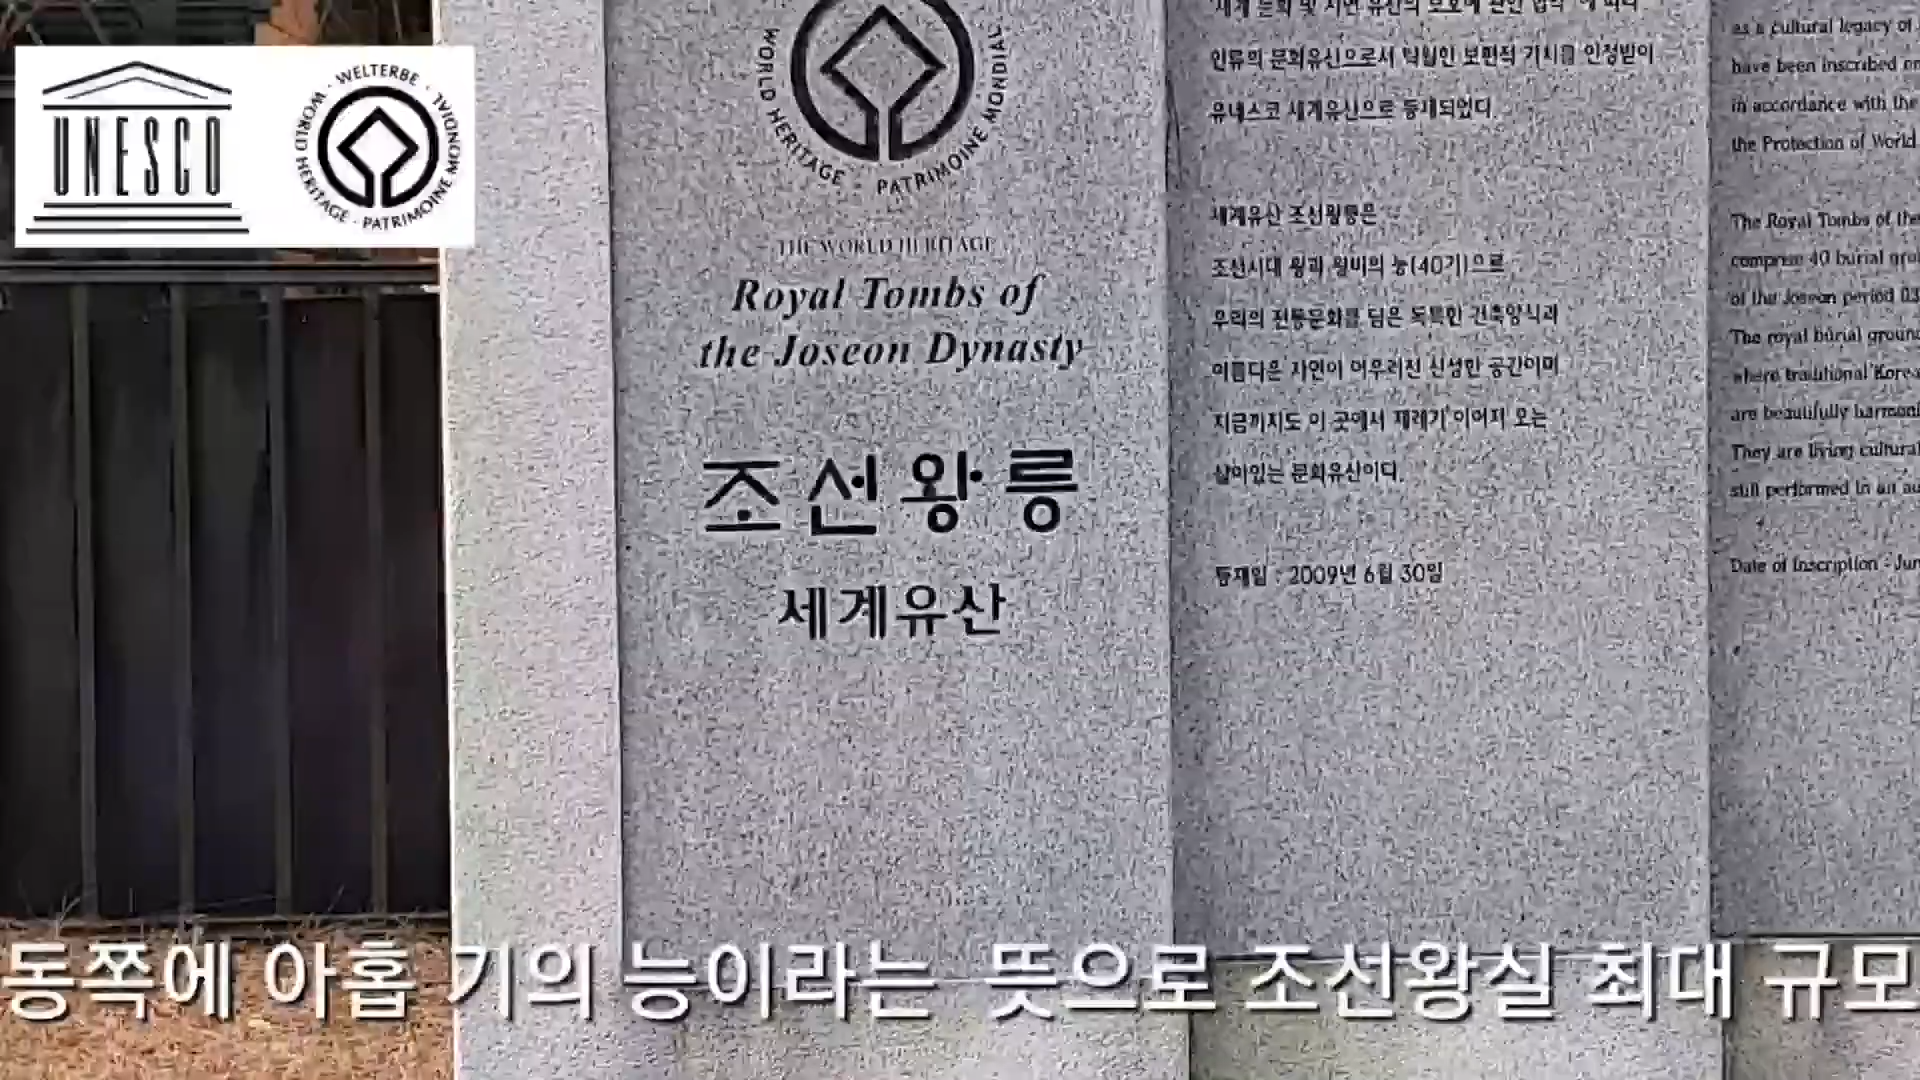 UNESCO
· WELTERBE · WORLD HERITAGE · PATRIMOINE MONDIAL
WORLD HERITAGE · PATRIMOINE MONDIAL
THE WORLD HERITAGE
Royal Tombs of
the Joseon Dynasty
조선왕릉
세계유산
인류의 문화유산으로서 탁월한 보편적 가치를 인정받아
유네스코 세계유산으로 등재되었다.
세계유산 조선왕릉은
조선시대 왕과 왕비의 능(40기)으로
우리의 전통문화를 담은 독특한 건축양식과
아름다운 자연이 어우러진 신성한 공간이며
지금까지도 이 곳에서 제례가 이어져 오는
살아있는 문화유산이다.
등재일 : 2009년 6월 30일
as a cultural legacy of
have been inscribed on
in accordance with the
the Protection of World
The Royal Tombs of the
comprise 40 burial
of the Joseon period
The royal burial
where traditional
are beautifully
They are living cultural
still performed in an
Date of Inscription :
동쪽에 아홉 기의 능이라는 뜻으로 조선왕실 최대 규모